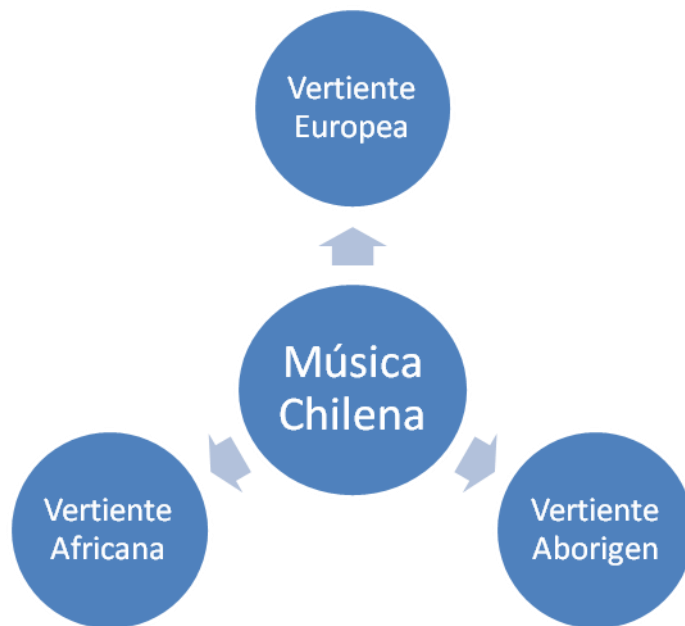 Vertiente
Europea
Música
Chilena
Vertiente
Africana
Vertiente
Aborigen